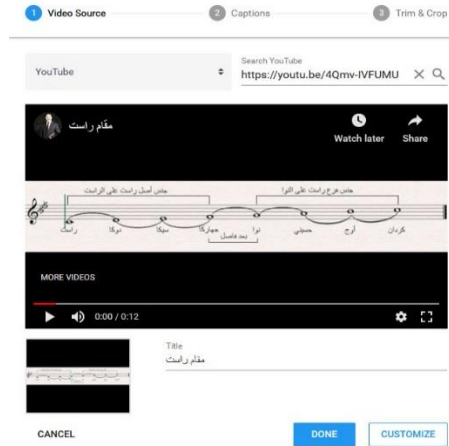 1 Video Source 2 Captions 3 Trim & Crop
Search YouTube
YouTube https://youtu.be/4Qmv-IVFUMU
مقام راست
Watch later Share
جنس أصل راست على الراست جنس فرع راست على النوا
راست دوكا سيكا جهاركا نوا حسيني أوج كردان
بعد فاصل
MORE VIDEOS
0:00 / 0:12
Title
مقام راست
CANCEL DONE CUSTOMIZE